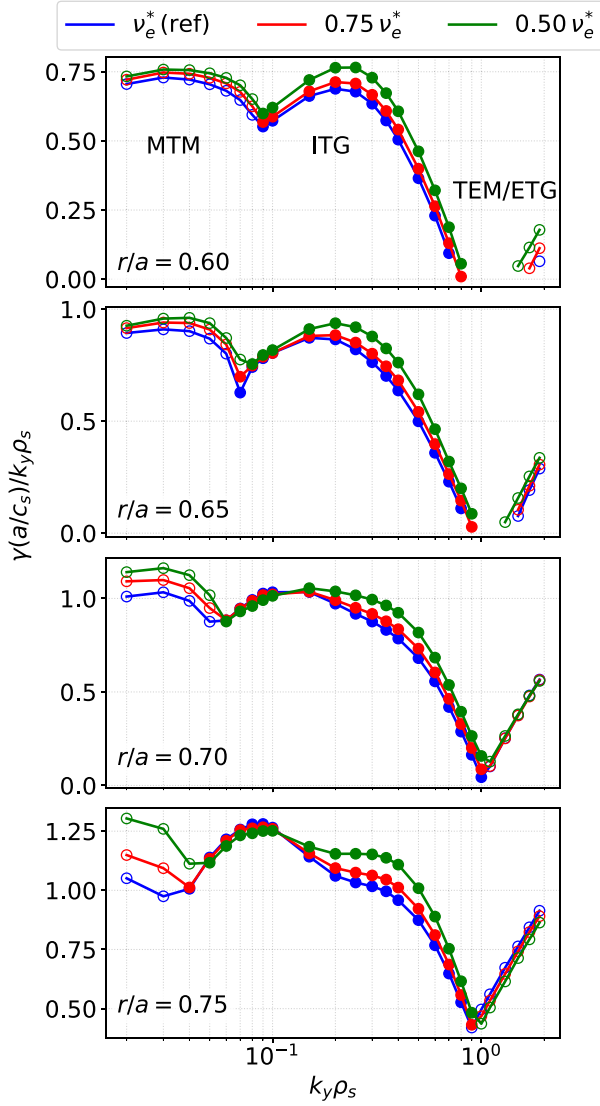 ν*ₑ (ref) 0.75 ν*ₑ 0.50 ν*ₑ
0.75
0.50
0.25
0.00
MTM ITG
TEM/ETG
r/a = 0.60
1.0
0.5
0.0
r/a = 0.65
1.0
0.5
0.0
r/a = 0.70
1.25
1.00
0.75
0.50
r/a = 0.75
γ(a/cₛ)/k_yρₛ
10⁻¹ 10⁰
k_yρₛ